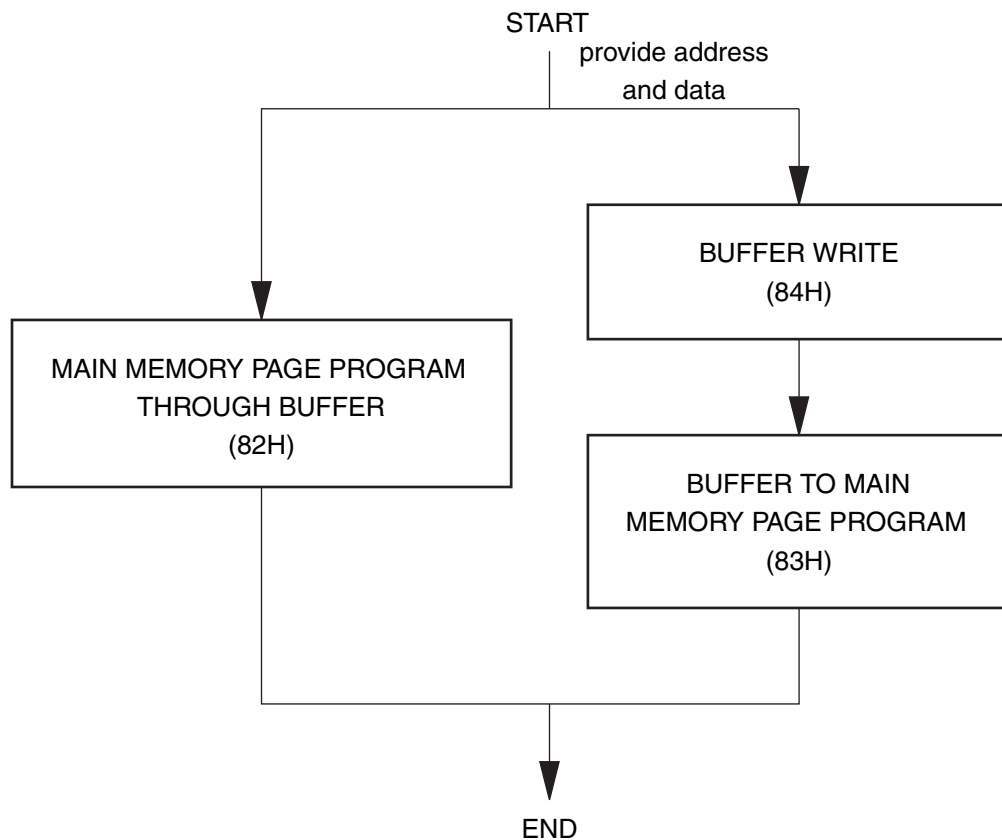 START
provide address
and data
BUFFER WRITE
(84H)
MAIN MEMORY PAGE PROGRAM
THROUGH BUFFER
(82H)
BUFFER TO MAIN
MEMORY PAGE PROGRAM
(83H)
END